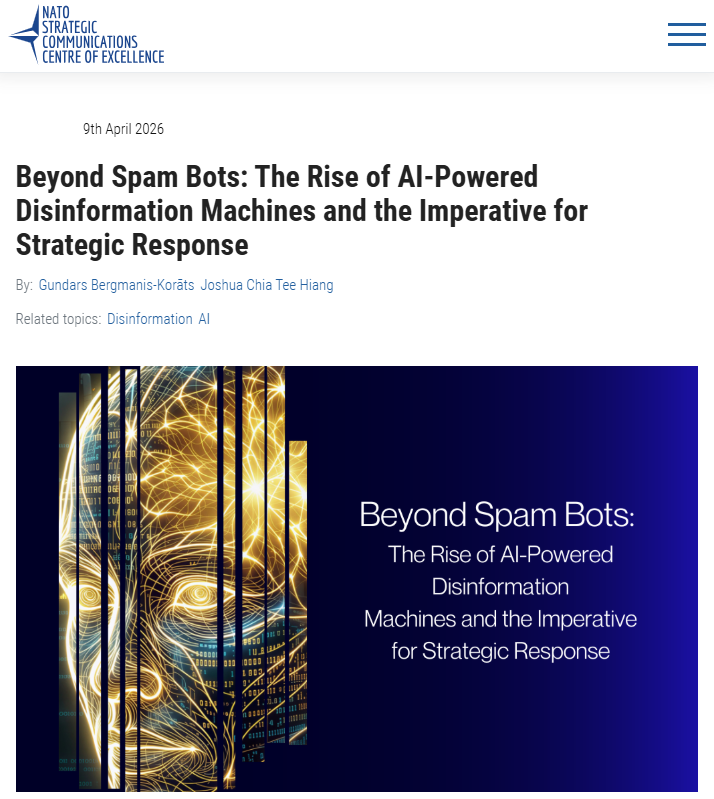 NATO
STRATEGIC
COMMUNICATIONS
CENTRE OF EXCELLENCE
9th April 2026
Beyond Spam Bots: The Rise of AI-Powered
Disinformation Machines and the Imperative for
Strategic Response
By: Gundars Bergmanis-Korāts Joshua Chia Tee Hiang
Related topics: Disinformation AI
Beyond Spam Bots:
The Rise of AI-Powered
Disinformation
Machines and the Imperative
for Strategic Response